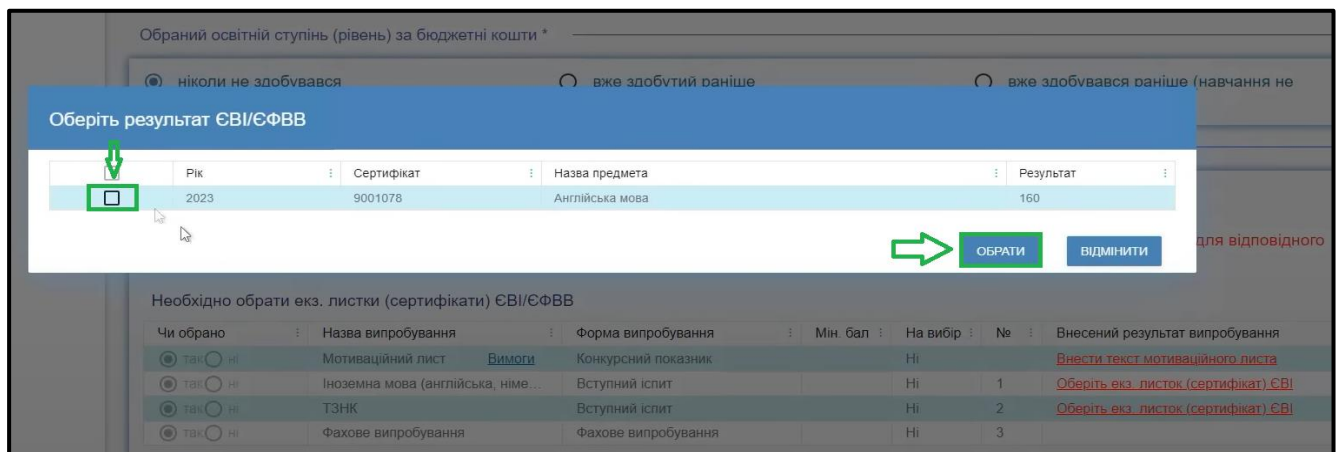 Обраний освітній ступінь (рівень) за бюджетні кошти *
ніколи не здобувався вже здобутий раніше вже здобувався раніше (навчання не
Оберіть результат ЄВІ/ЄФВВ
Рік Сертифікат Назва предмета Результат
2023 9001078 Англійська мова 160
для відповідного
ОБРАТИ ВІДМІНИТИ
Необхідно обрати екз. листки (сертифікати) ЄВІ/ЄФВВ
Чи обрано Назва випробування Форма випробування Мін. бал На вибір № Внесений результат випробування
так ні Мотиваційний лист Вимоги Конкурсний показник Ні Внести текст мотиваційного листа
так ні Іноземна мова (англійська, німе... Вступний іспит Ні 1 Оберіть екз. листок (сертифікат) ЄВІ
так ні ТЗНК Вступний іспит Ні 2 Оберіть екз. листок (сертифікат) ЄВІ
так ні Фахове випробування Фахове випробування Ні 3